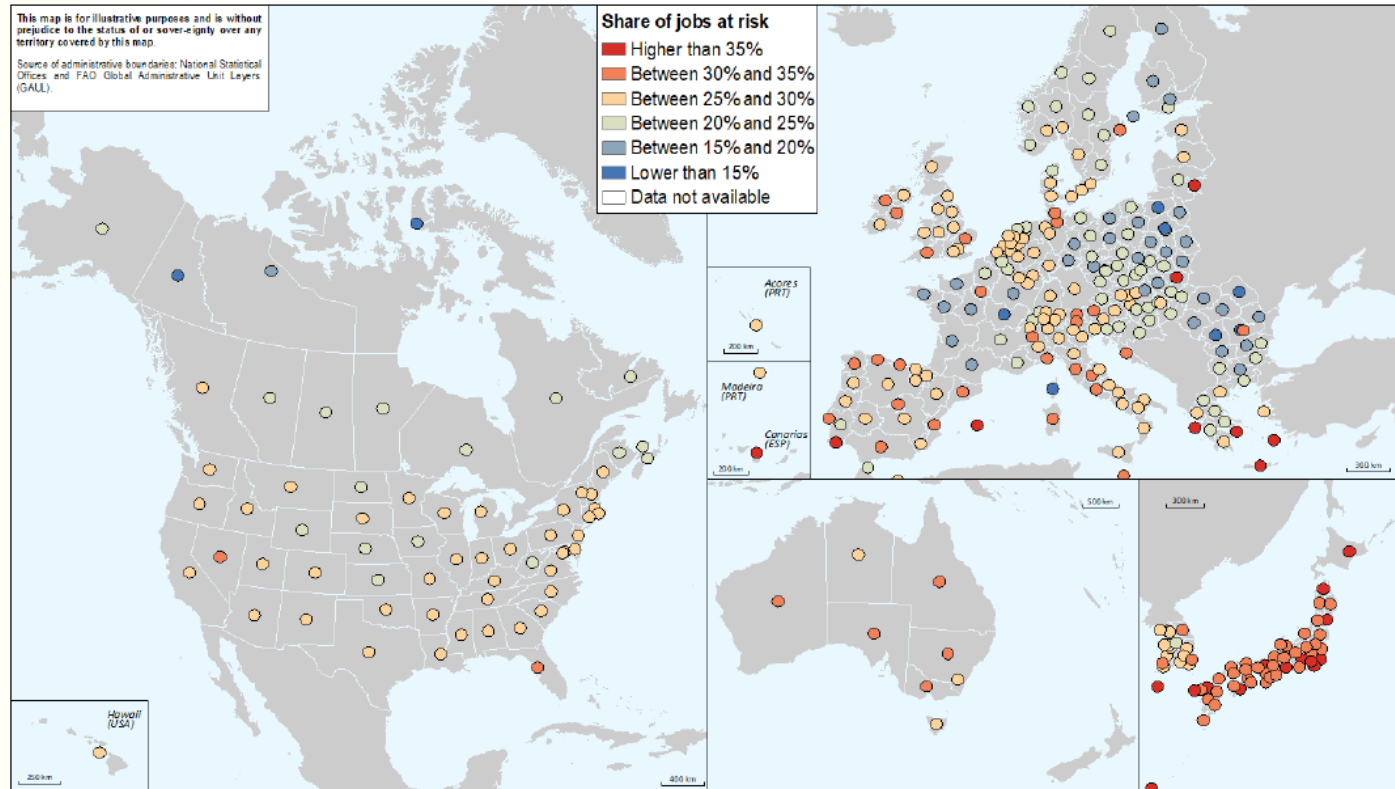 This map is for illustrative purposes and is without
prejudice to the status of or sover-eignty over any
territory covered by this map.
Source of administrative boundaries: National Statistical
Offices and FAO Global Administrative Unit Layers
(GAUL).
Share of jobs at risk
Higher than 35%
Between 30% and 35%
Between 25% and 30%
Between 20% and 25%
Between 15% and 20%
Lower than 15%
Data not available
Acores
(PRT)
200 km
Madeira
(PRT)
Canarias
(ESP)
200 km
300 km
500 km
300 km
Hawaii
(USA)
250 km
400 km